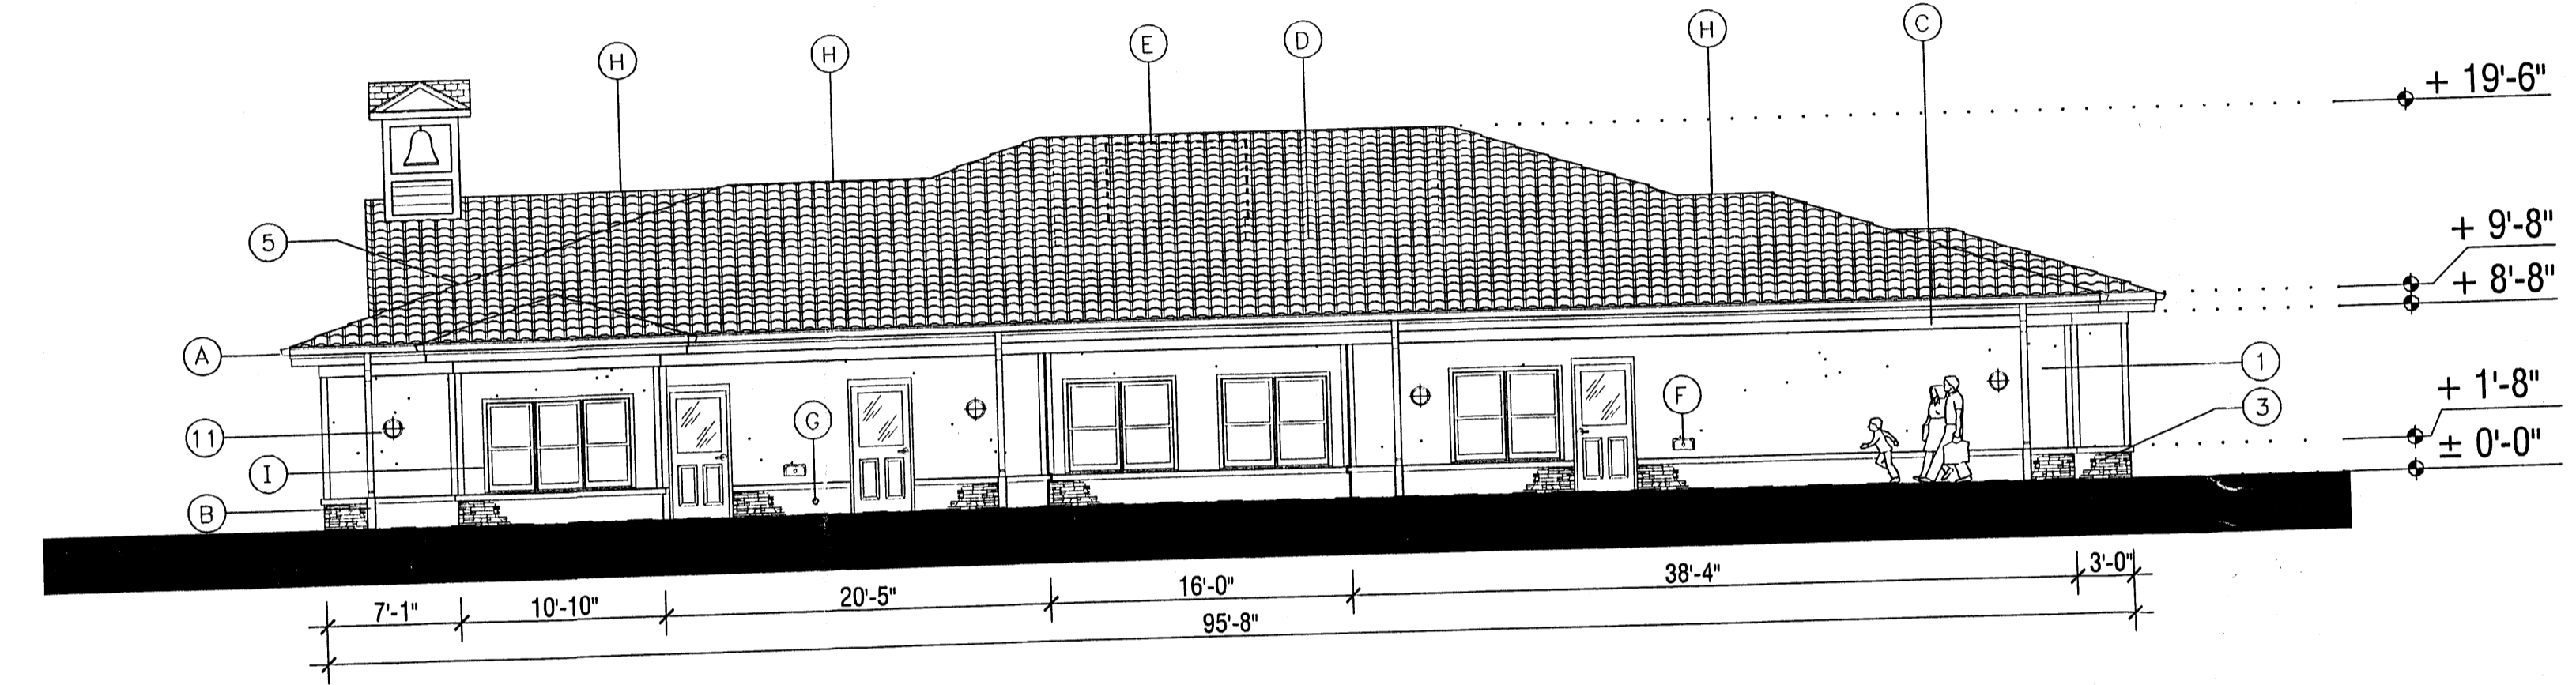 H
H
E
D
H
C
+ 19'-6"
5
+ 9'-8"
+ 8'-8"
A
1
+ 1'-8"
F
3
G
11
± 0'-0"
I
B
7'-1"
10'-10"
20'-5"
16'-0"
38'-4"
3'-0"
95'-8"